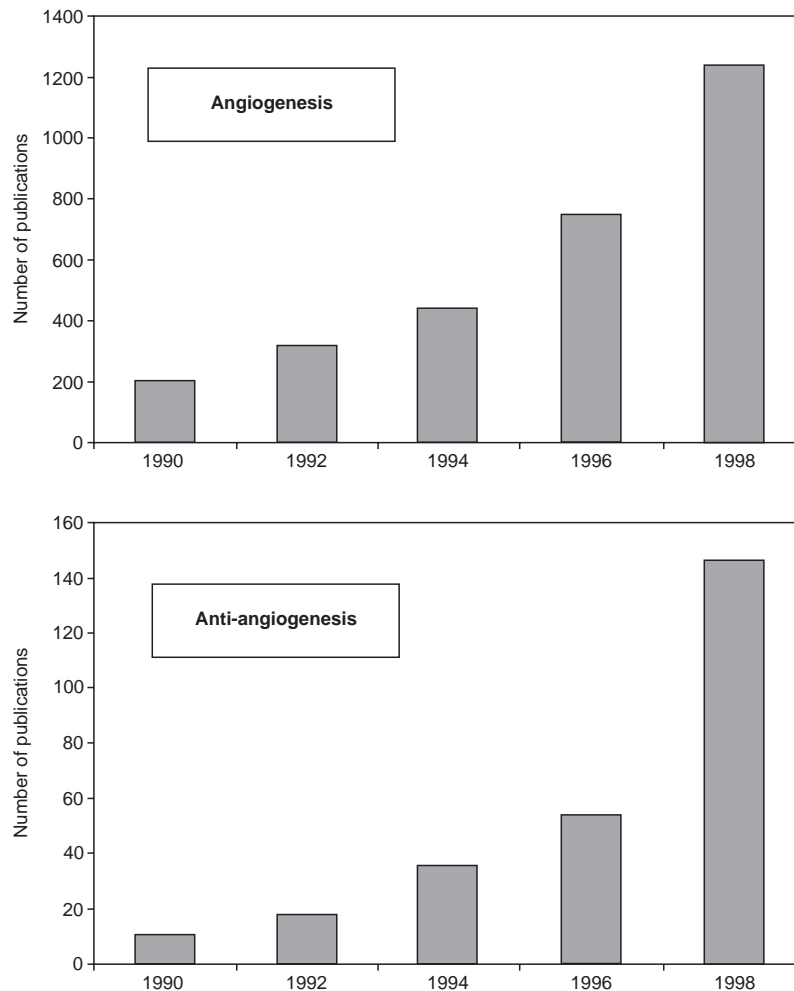 1400
1200
1000
800
600
400
200
0
Number of publications
Angiogenesis
1990 1992 1994 1996 1998
160
140
120
100
80
60
40
20
0
Number of publications
Anti-angiogenesis
1990 1992 1994 1996 1998